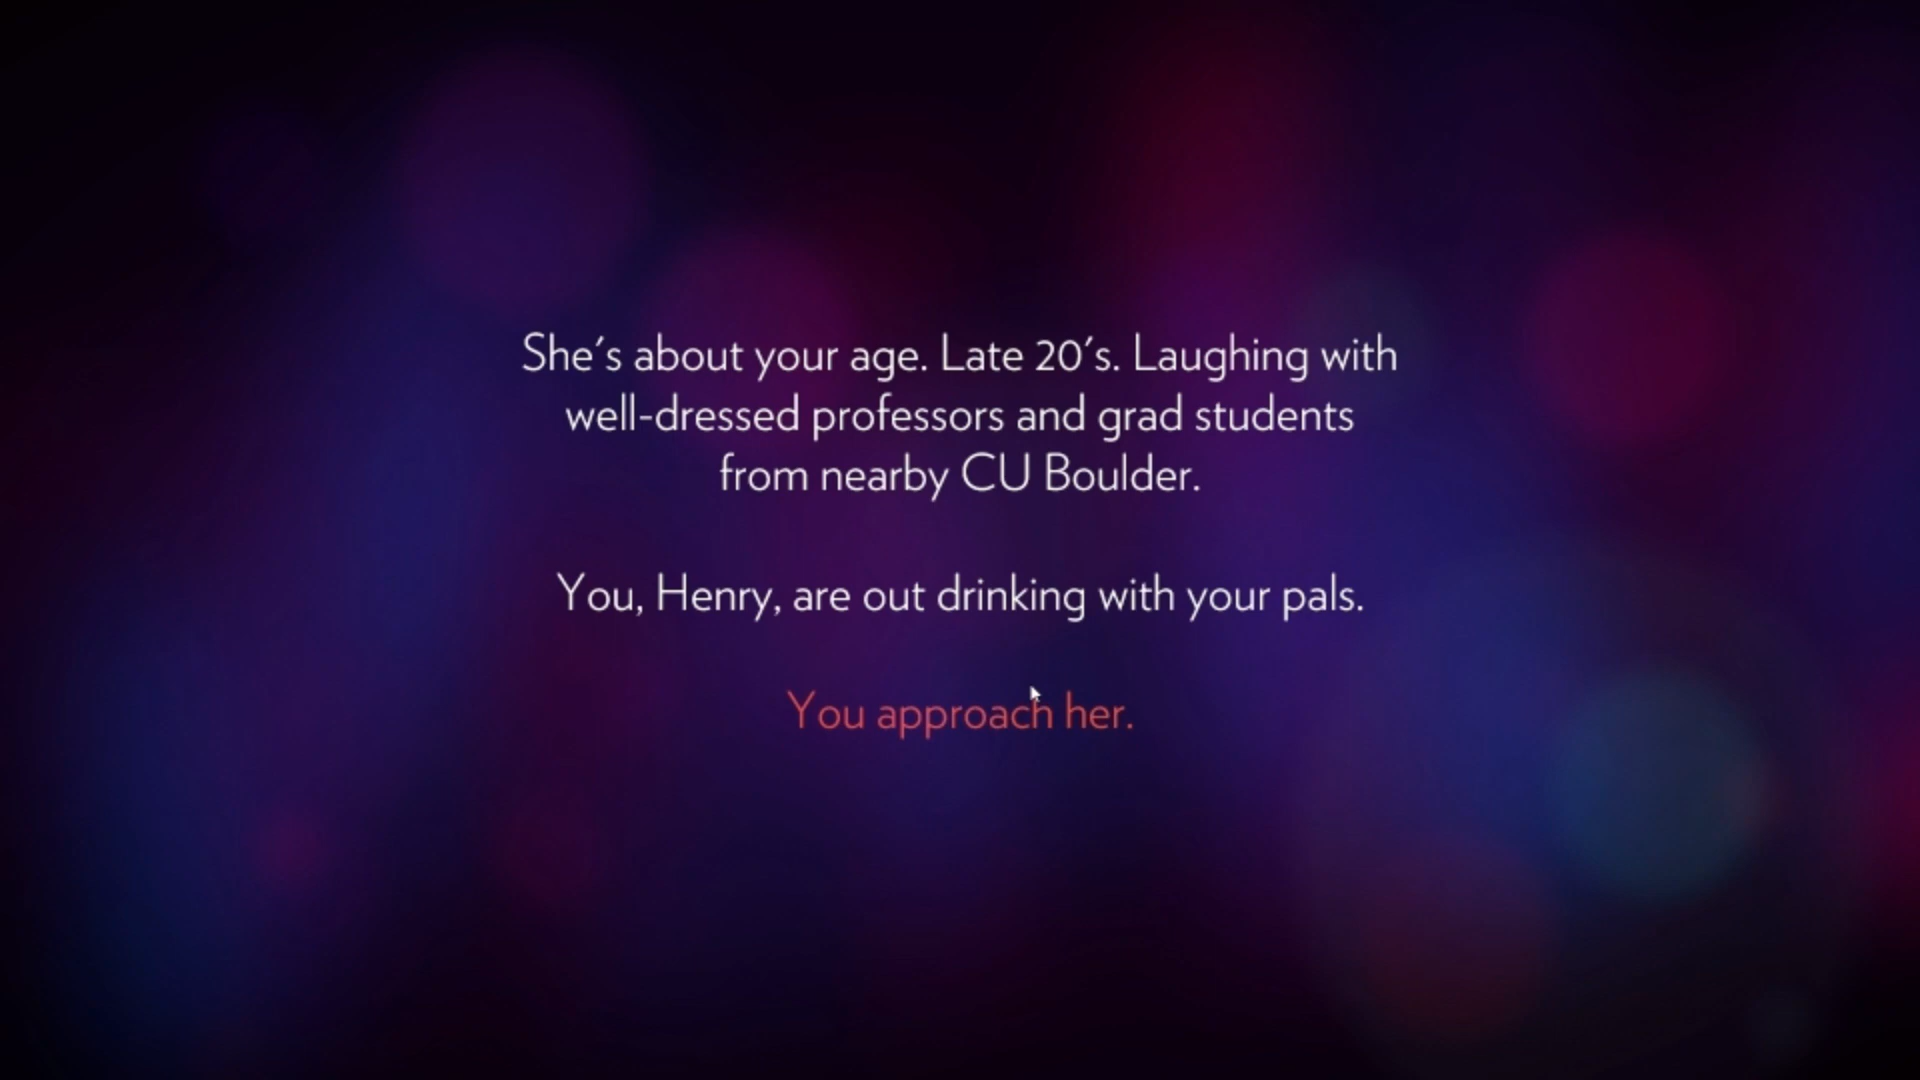 She's about your age. Late 20's. Laughing with
well-dressed professors and grad students
from nearby CU Boulder.
You, Henry, are out drinking with your pals.
You approach her.